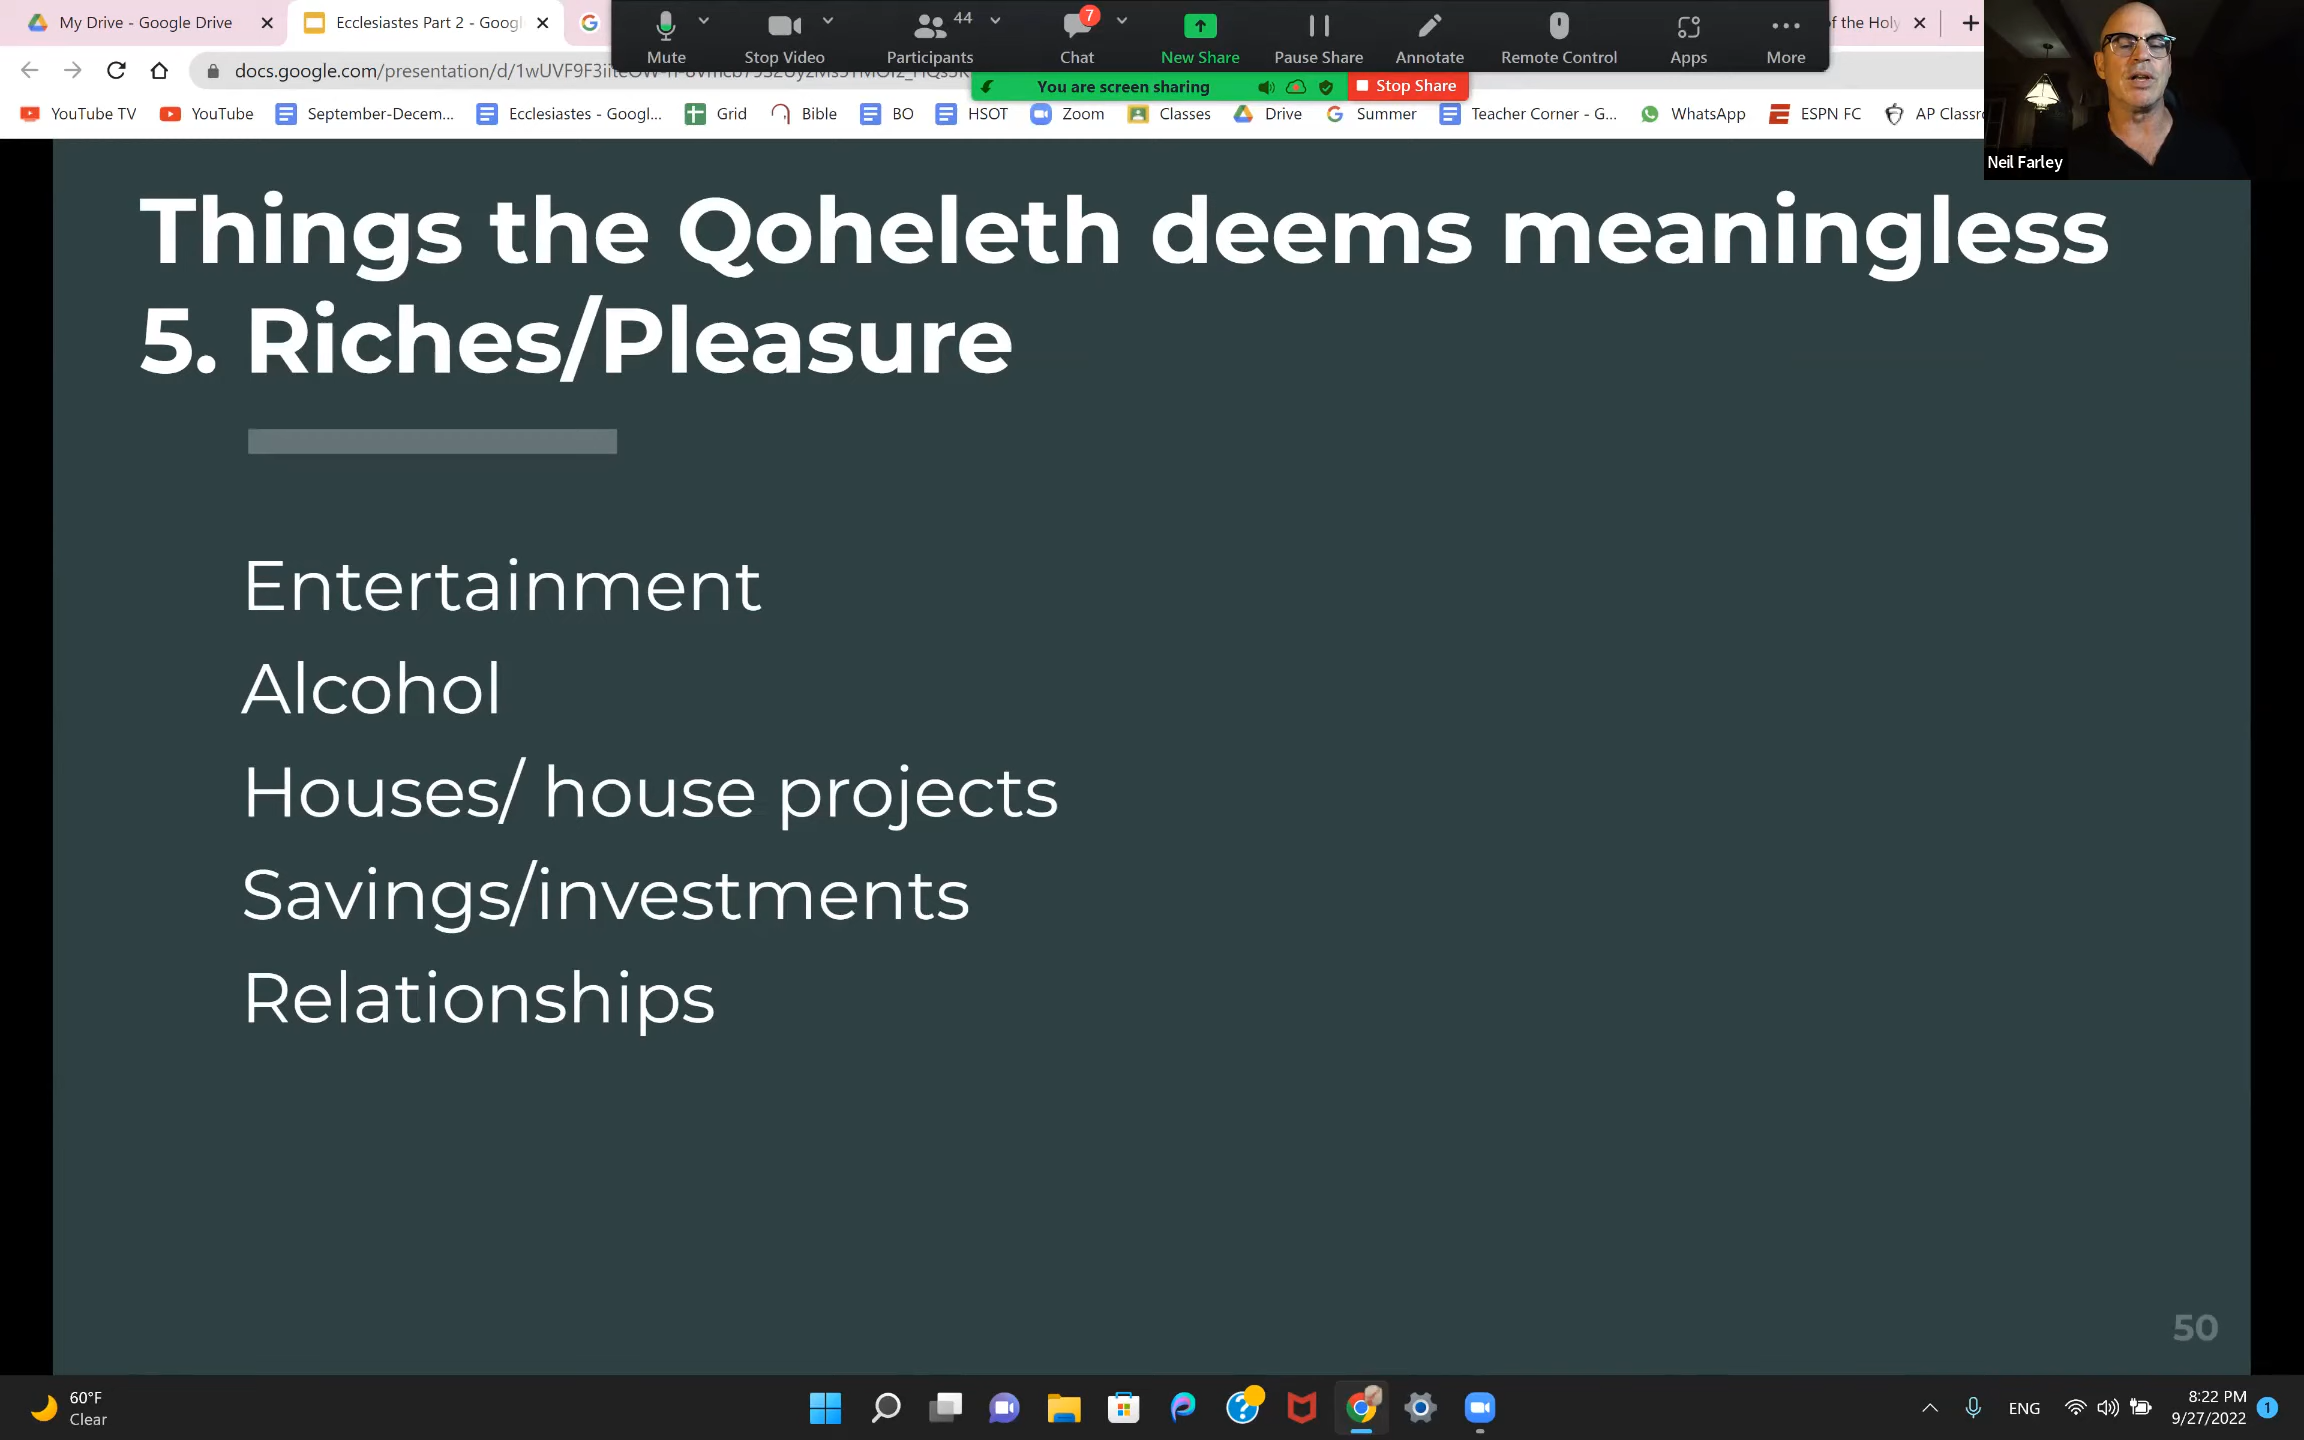 My Drive - Google Drive
Ecclesiastes Part 2 - Googl
of the Holy
Mute
Stop Video
44
Participants
7
Chat
New Share
Pause Share
Annotate
Remote Control
Apps
More
You are screen sharing
Stop Share
docs.google.com/presentation/d/
YouTube TV
YouTube
September-Decem...
Ecclesiastes - Googl...
Grid
Bible
BO
HSOT
Zoom
Classes
Drive
Summer
Teacher Corner - G...
WhatsApp
ESPN FC
AP Classr
Neil Farley
Things the Qoheleth deems meaningless
5. Riches/Pleasure
Entertainment
Alcohol
Houses/ house projects
Savings/investments
Relationships
50
60°F
Clear
ENG
8:22 PM
9/27/2022
1